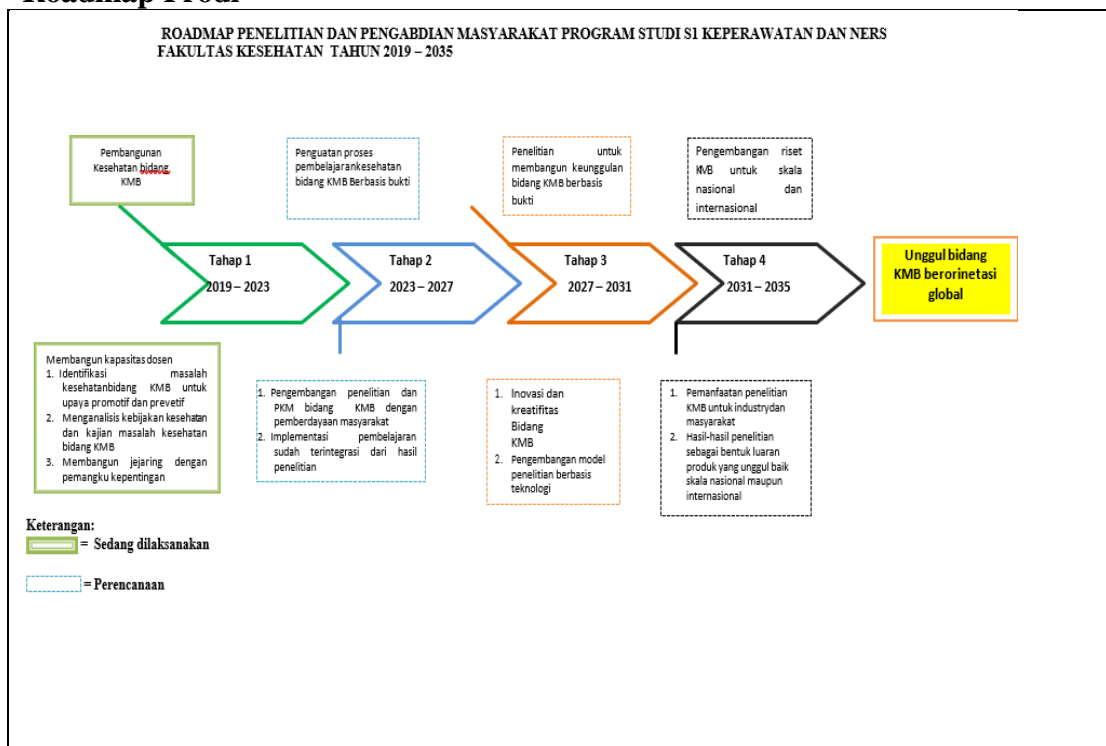 Roadmap Prodi
ROADMAP PENELITIAN DAN PENGABDIAN MASYARAKAT PROGRAM STUDI S1 KEPERAWATAN DAN NERS
FAKULTAS KESEHATAN TAHUN 2019 – 2035
Pembangunan
Kesehatan bidang
KMB
Penguatan proses
pembelajarankesehatan
bidang KMB Berbasis bukti
Penelitian untuk
membangun keunggulan
bidang KMB berbasis
bukti
Pengembangan riset
KMB untuk skala
nasional dan
internasional
Tahap 1
2019 – 2023
Tahap 2
2023 – 2027
Tahap 3
2027 – 2031
Tahap 4
2031 – 2035
Unggul bidang
KMB berorinetasi
global
Membangun kapasitas dosen
1. Identifikasi masalah
kesehatanbidang KMB untuk
upaya promotif dan prevetif
2. Menganalisis kebijakan kesehatan
dan kajian masalah kesehatan
bidang KMB
3. Membangun jejaring dengan
pemangku kepentingan
1. Pengembangan penelitian dan
PKM bidang KMB dengan
pemberdayaan masyarakat
2. Implementasi pembelajaran
sudah terintegrasi dari hasil
penelitian
1. Inovasi dan
kreatifitas
Bidang
KMB
2. Pengembangan model
penelitian berbasis
teknologi
1. Pemanfaatan penelitian
KMB untuk industrydan
masyarakat
2. Hasil-hasil penelitian
sebagai bentuk luaran
produk yang unggul baik
skala nasional maupun
internasional
Keterangan:
= Sedang dilaksanakan
= Perencanaan